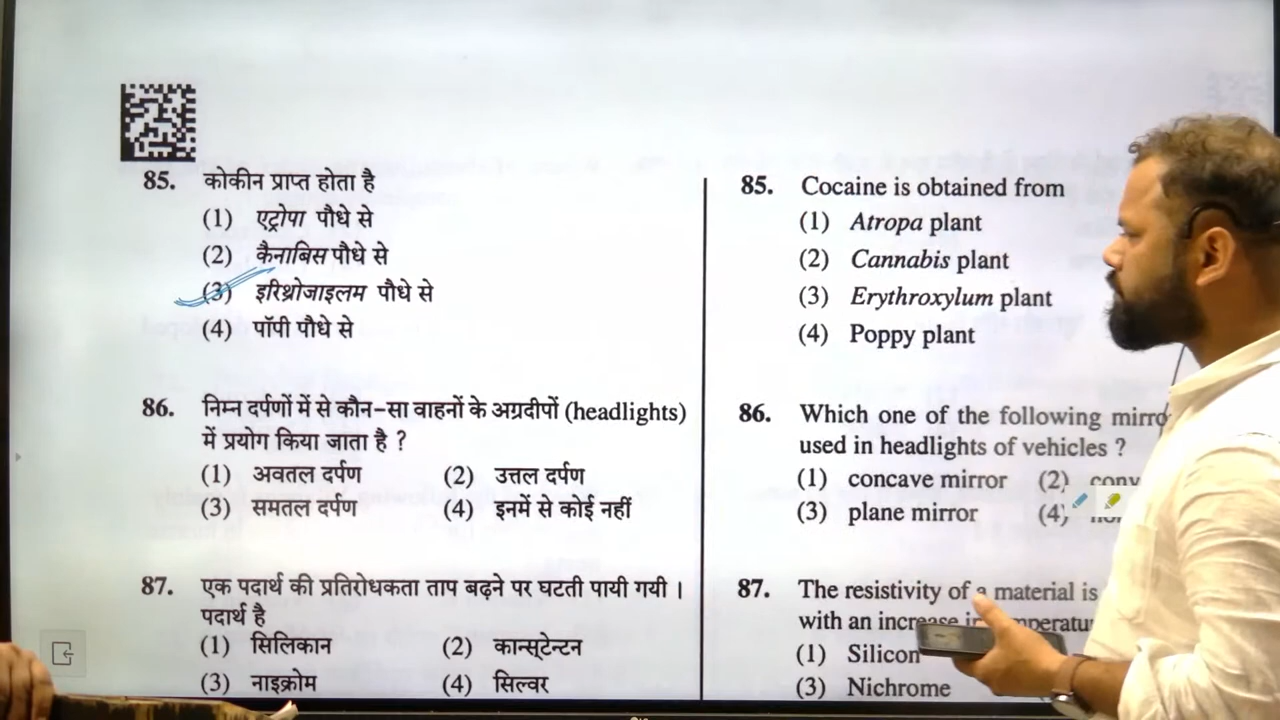 85. कोकीन प्राप्त होता है
(1) एट्रोपा पौधे से
(2) कैनाबिस पौधे से
(3) इरिथ्रोजाइलम पौधे से
(4) पॉपी पौधे से
86. निम्न दर्पणों में से कौन-सा वाहनों के अग्रदीपों (headlights)
में प्रयोग किया जाता है ?
(1) अवतल दर्पण (2) उत्तल दर्पण
(3) समतल दर्पण (4) इनमें से कोई नहीं
87. एक पदार्थ की प्रतिरोधकता ताप बढ़ने पर घटती पायी गयी ।
पदार्थ है
(1) सिलिकान (2) कान्स्टेन्टन
(3) नाइक्रोम (4) सिल्वर
85. Cocaine is obtained from
(1) Atropa plant
(2) Cannabis plant
(3) Erythroxylum plant
(4) Poppy plant
86. Which one of the following
used in headlights of vehicles ?
(1) concave mirror (2)
(3) plane mirror (4)
87. The resistivity of a material is
with an increase
(1) Silicon
(3) Nichrome